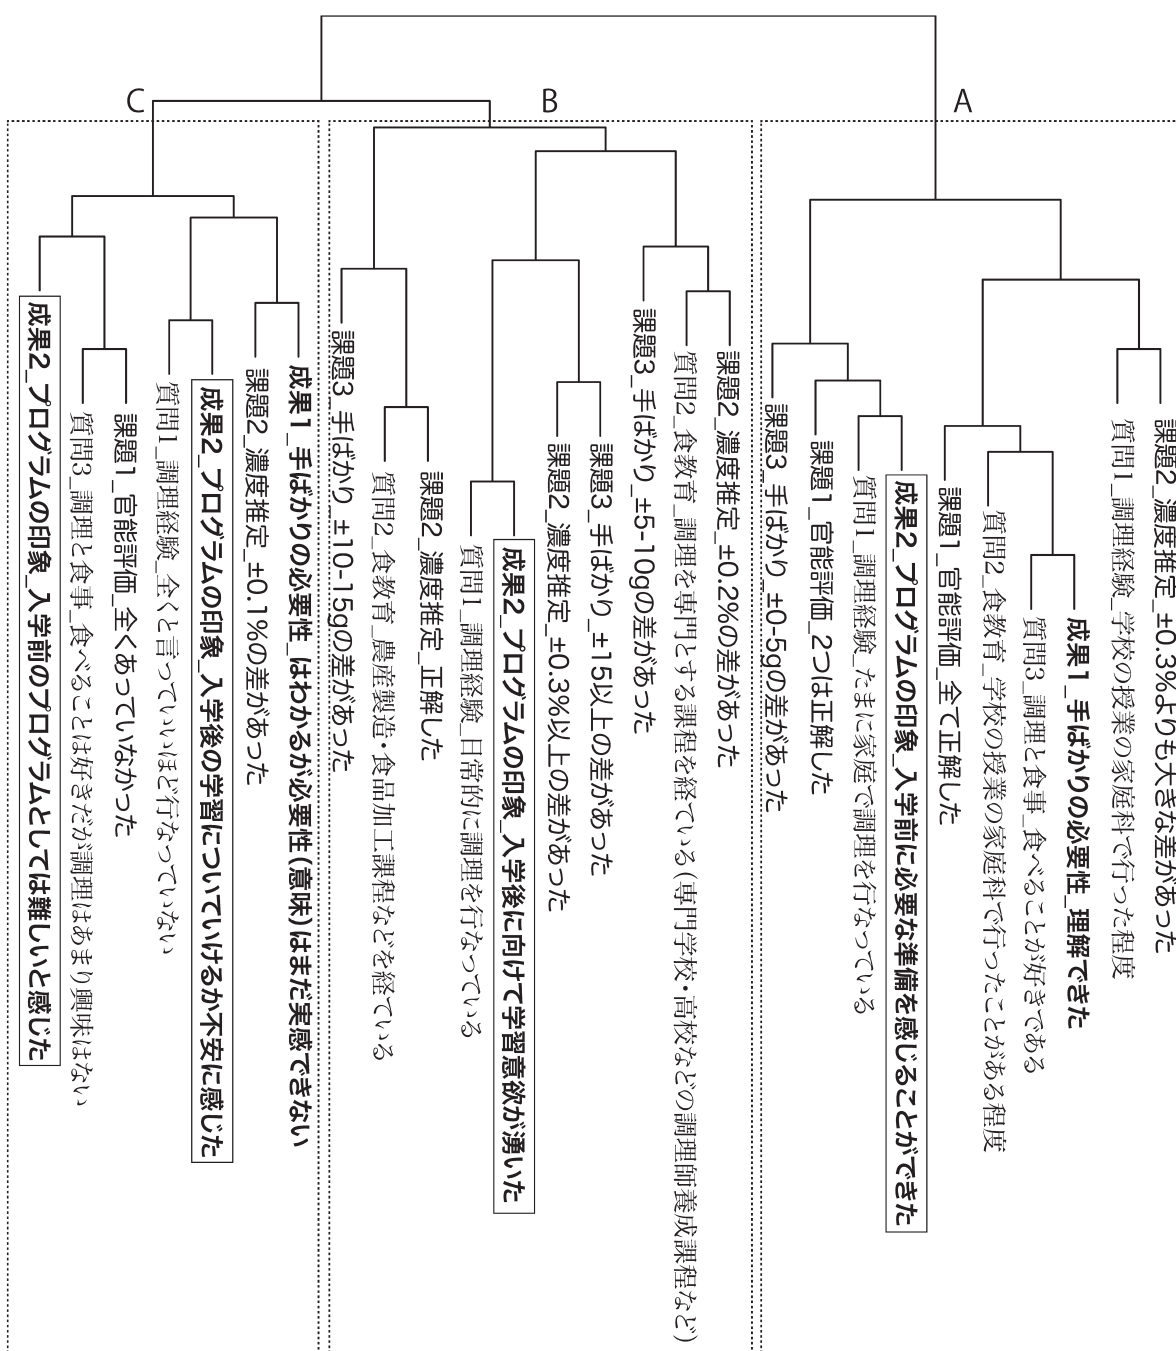 C
B
A
課題2_濃度推定_±0.3%よりも大きな差があった
質問1_調理経験_学校の授業の家庭科で行った程度
成果1_手ばかりの必要性_理解できた
質問3_調理と食事_食べることが好きである
質問2_食教育_学校の授業の家庭科で行ったことがある程度
課題1_官能評価_全て正解した
成果2_プログラムの印象_入学前に必要な準備を感じることができた
質問1_調理経験_たまに家庭で調理を行なっている
課題1_官能評価_2つは正解した
課題3_手ばかり_±0-5gの差があった
課題2_濃度推定_±0.2%の差があった
質問2_食教育_調理を専門とする課程を経ている(専門学校・高校などの調理師養成課程など)
課題3_手ばかり_±5-10gの差があった
課題3_手ばかり_±15以上の差があった
課題2_濃度推定_±0.3%以上の差があった
成果2_プログラムの印象_入学後に向けて学習意欲が湧いた
質問1_調理経験_日常的に調理を行なっている
課題2_濃度推定_正解した
質問2_食教育_農産製造・食品加工課程などを経ている
課題3_手ばかり_±10-15gの差があった
成果1_手ばかりの必要性_はわかるが必要性(意味)はまだ実感できない
課題2_濃度推定_±0.1%の差があった
成果2_プログラムの印象_入学後の学習についていけるか不安に感じた
質問1_調理経験_全くと言っていいほど行なっていない
課題1_官能評価_全くあっていなかった
質問3_調理と食事_食べることは好きだが調理はあまり興味はない
成果2_プログラムの印象_入学前のプログラムとしては難しいと感じた